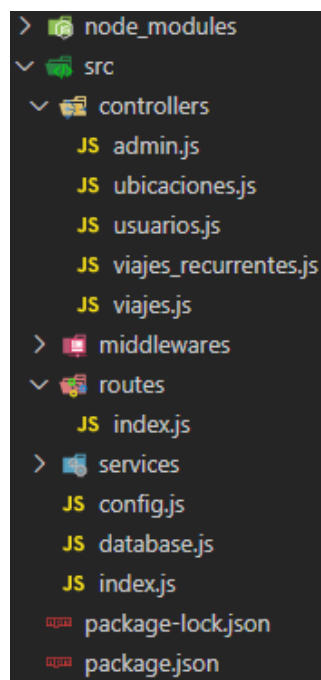 node_modules
src
controllers
JS admin.js
JS ubicaciones.js
JS usuarios.js
JS viajes_recurrentes.js
JS viajes.js
middlewares
routes
JS index.js
services
JS config.js
JS database.js
JS index.js
npm package-lock.json
npm package.json